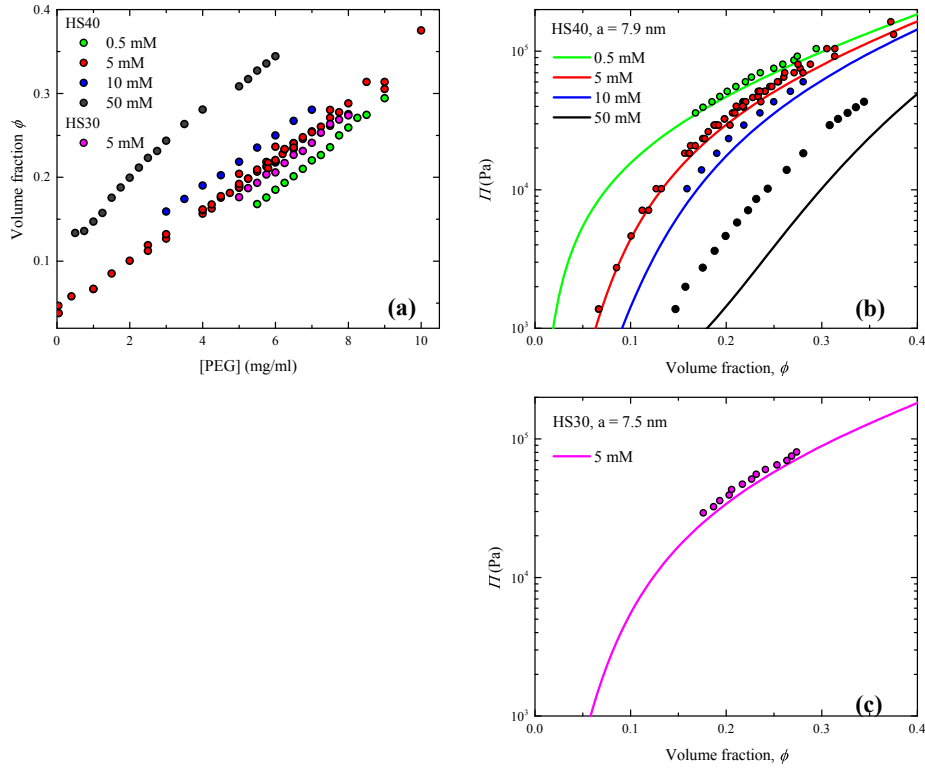 HS40
0.5 mM
5 mM
10 mM
50 mM
HS30
5 mM
0.4
0.3
0.2
0.1
Volume fraction ϕ
0 2 4 6 8 10
[PEG] (mg/ml)
(a)
HS40, a = 7.9 nm
0.5 mM
5 mM
10 mM
50 mM
10⁵
10⁴
10³
Π (Pa)
0.0 0.1 0.2 0.3 0.4
Volume fraction, ϕ
(b)
HS30, a = 7.5 nm
5 mM
10⁵
10⁴
10³
Π (Pa)
0.0 0.1 0.2 0.3 0.4
Volume fraction, ϕ
(c)